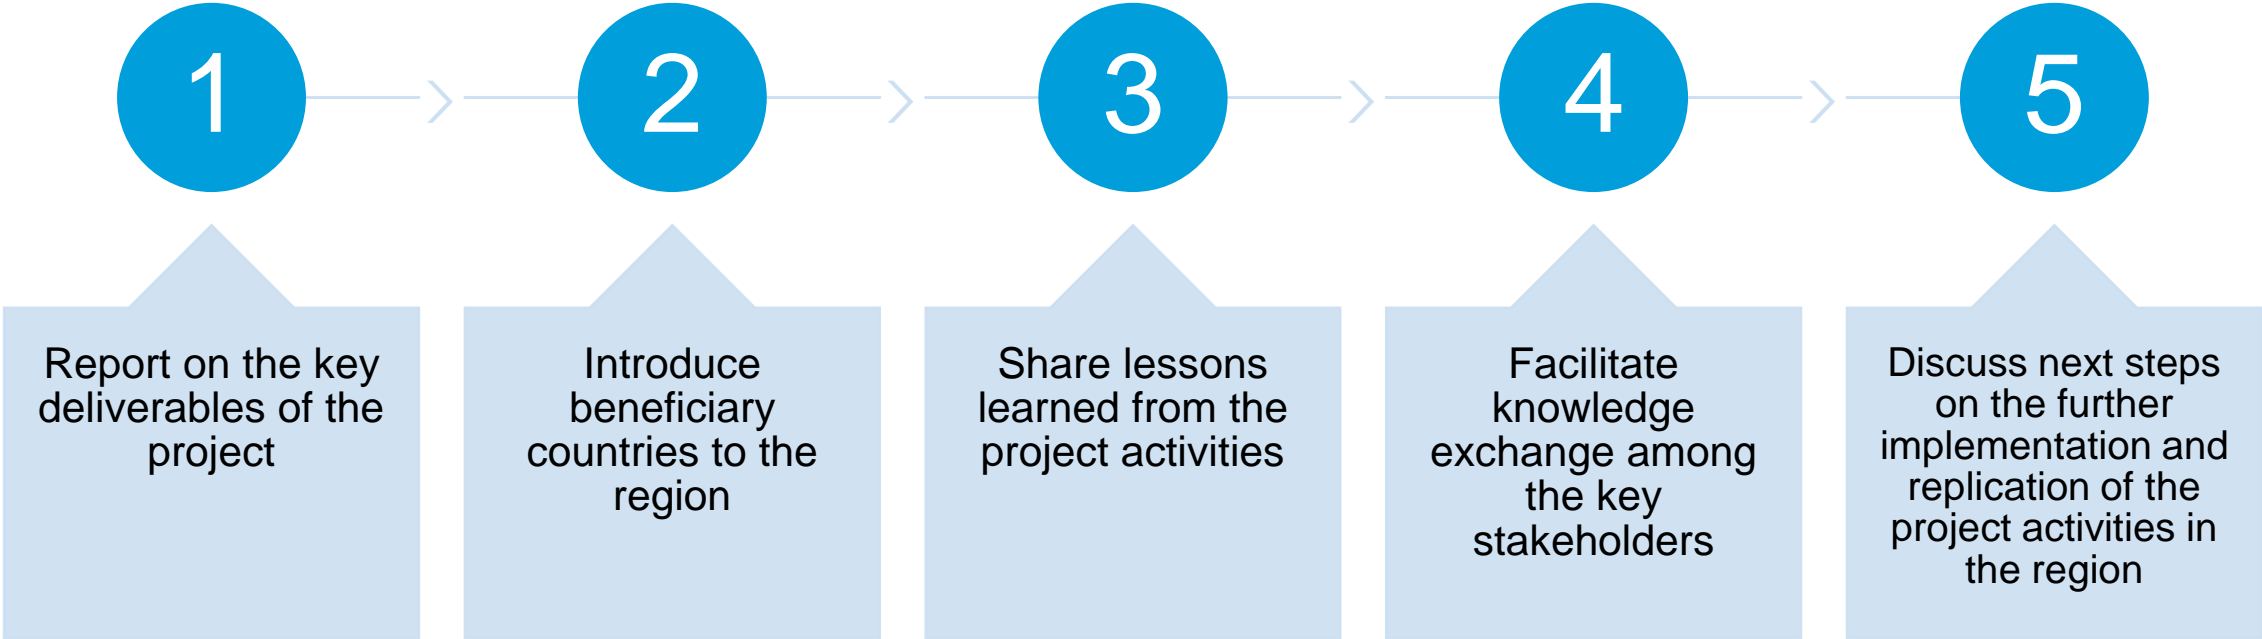 1
2
3
4
5
Report on the key
deliverables of the
project
Introduce
beneficiary
countries to the
region
Share lessons
learned from the
project activities
Facilitate
knowledge
exchange among
the key
stakeholders
Discuss next steps
on the further
implementation and
replication of the
project activities in
the region